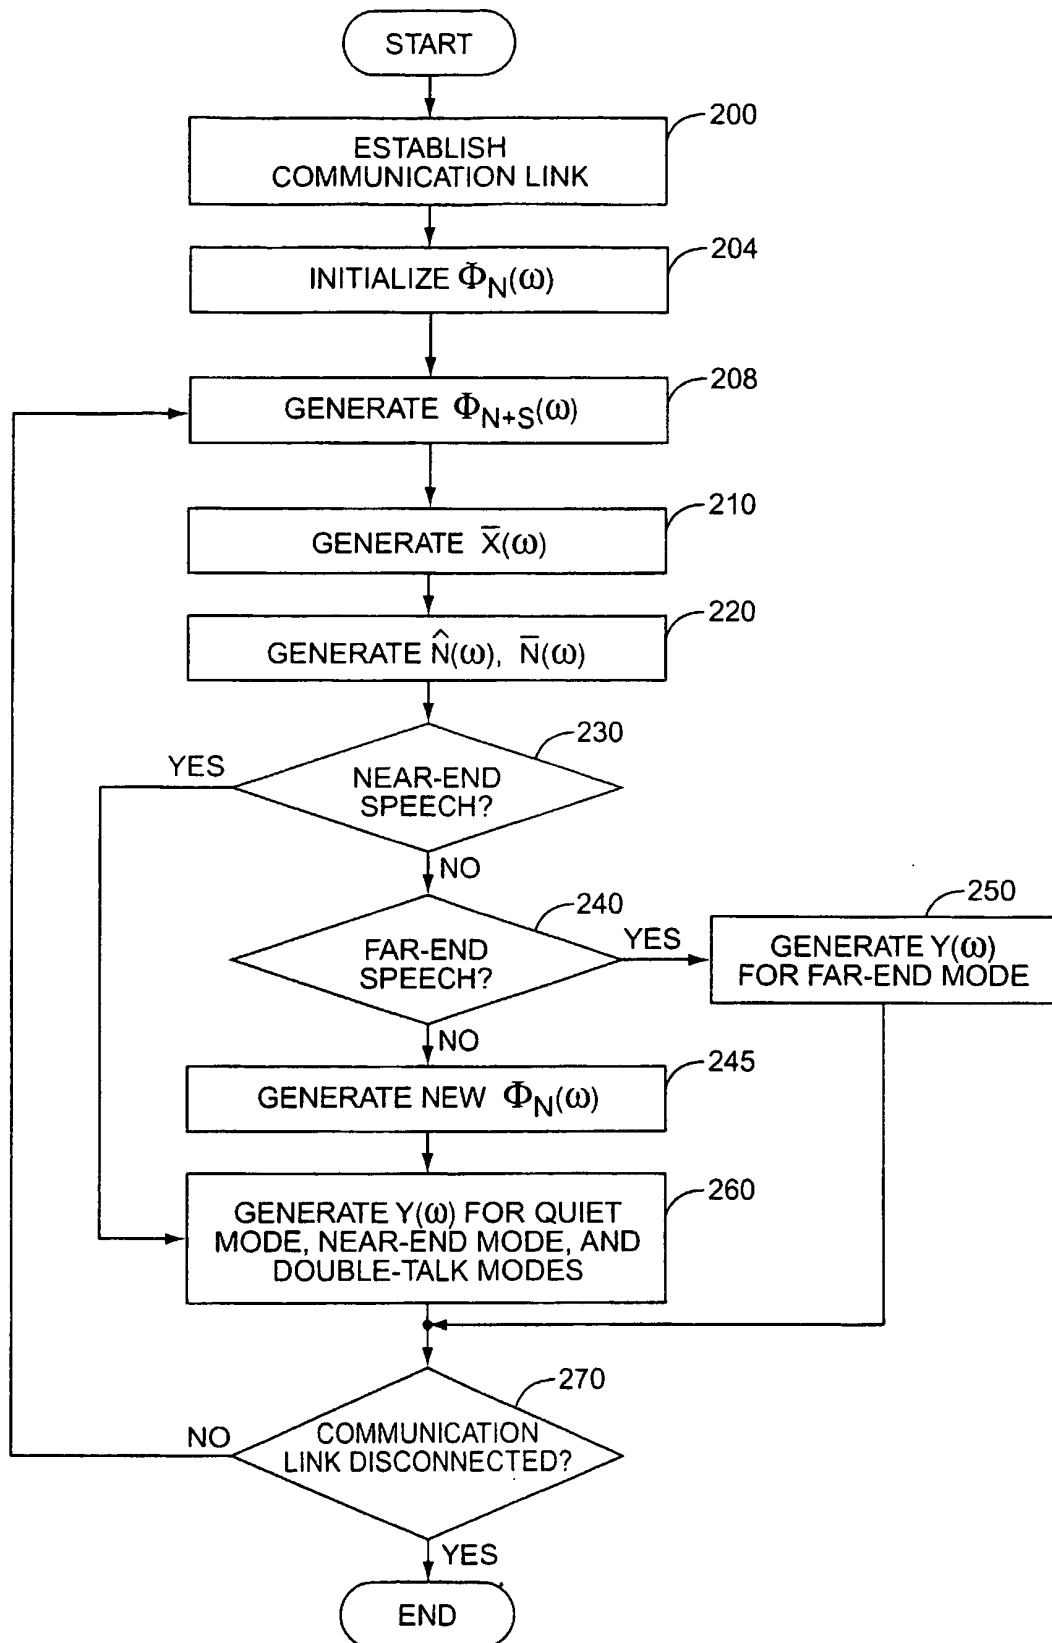 START
200
ESTABLISH
COMMUNICATION LINK
204
INITIALIZE Φ_N(ω)
208
GENERATE Φ_N+S(ω)
210
GENERATE X̄(ω)
220
GENERATE N̂(ω), N̄(ω)
230
YES
NEAR-END
SPEECH?
NO
240
FAR-END
SPEECH?
YES
250
GENERATE Y(ω)
FOR FAR-END MODE
NO
245
GENERATE NEW Φ_N(ω)
260
GENERATE Y(ω) FOR QUIET
MODE, NEAR-END MODE, AND
DOUBLE-TALK MODES
270
NO
COMMUNICATION
LINK DISCONNECTED?
YES
END